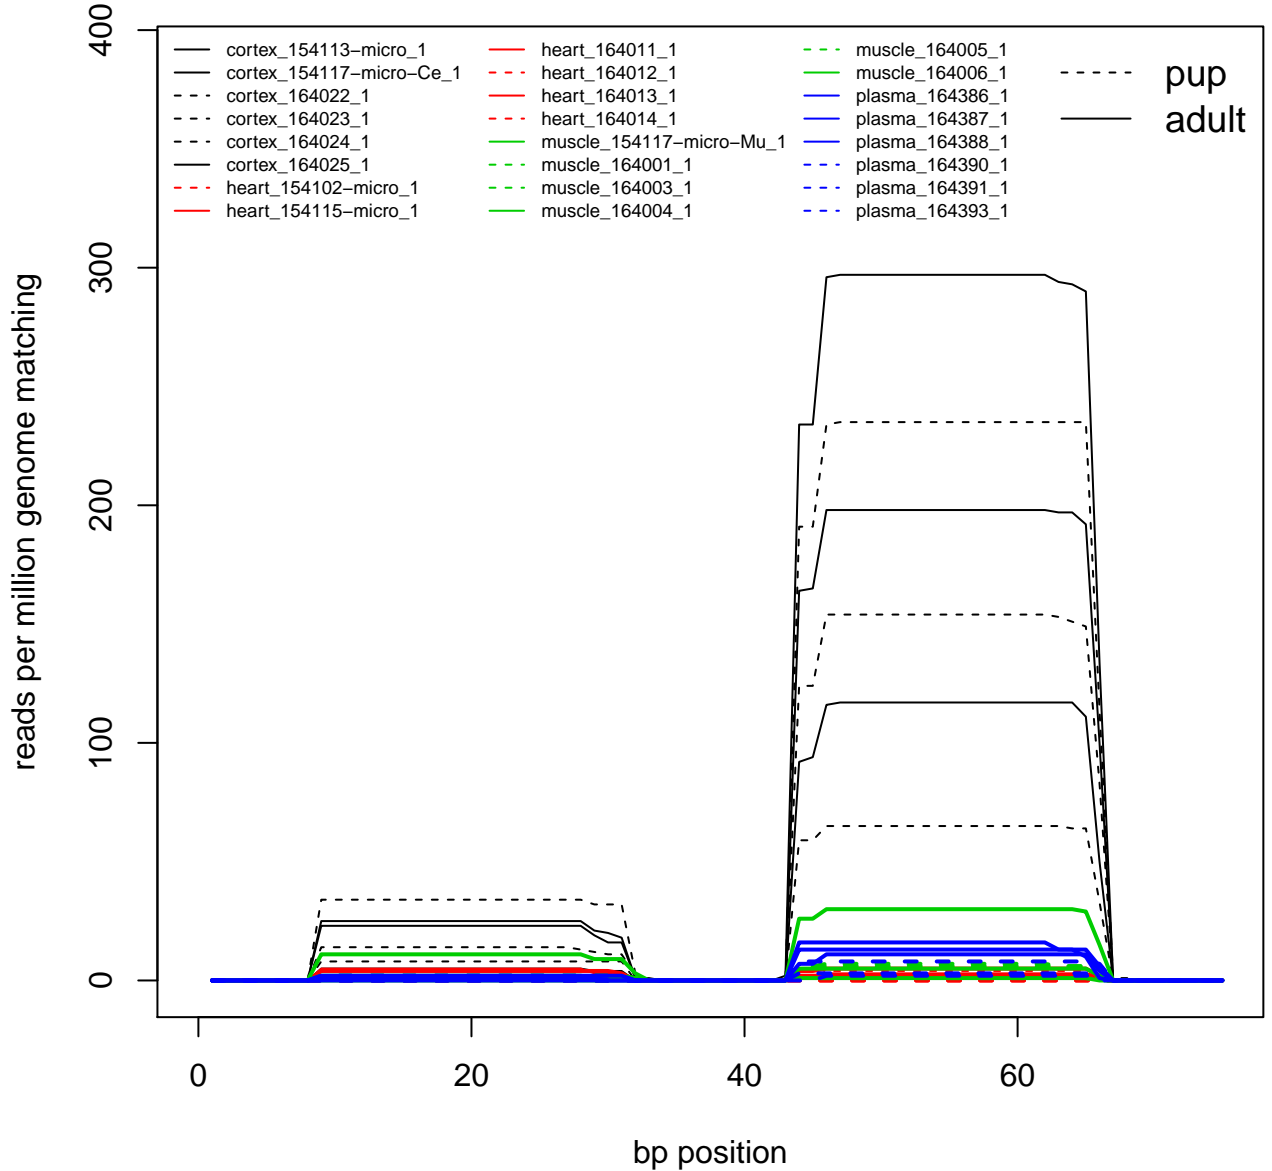 400
300
200
100
0
reads per million genome matching
cortex_154113−micro_1
cortex_154117−micro−Ce_1
cortex_164022_1
cortex_164023_1
cortex_164024_1
cortex_164025_1
heart_154102−micro_1
heart_154115−micro_1
heart_164011_1
heart_164012_1
heart_164013_1
heart_164014_1
muscle_154117−micro−Mu_1
muscle_164001_1
muscle_164003_1
muscle_164004_1
muscle_164005_1
muscle_164006_1
plasma_164386_1
plasma_164387_1
plasma_164388_1
plasma_164390_1
plasma_164391_1
plasma_164393_1
pup
adult
0 20 40 60
bp position